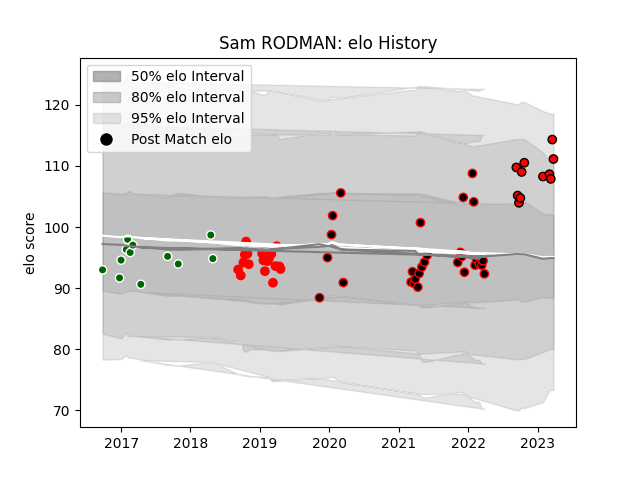 Sam RODMAN: elo History
50% elo Interval
80% elo Interval
95% elo Interval
Post Match elo
elo score
120
110
100
90
80
70
2017 2018 2019 2020 2021 2022 2023